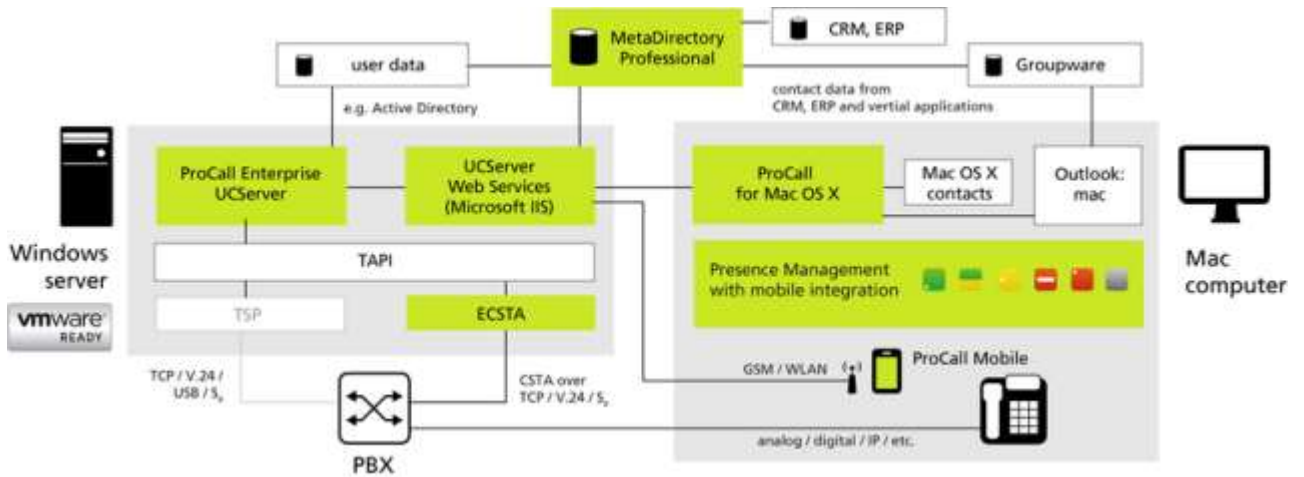 MetaDirectory
Professional
CRM, ERP
user data
Groupware
e.g. Active Directory
contact data from
CRM, ERP and vertial applications
ProCall Enterprise
UCServer
UCServer
Web Services
(Microsoft IIS)
ProCall
for Mac OS X
Mac OS X
contacts
Outlook:
mac
Windows
server
TAPI
Presence Management
with mobile integration
Mac
computer
vmware
READY
TSP
ECSTA
TCP / V.24 /
USB / S₀
CSTA over
TCP / V.24 / S₀
GSM / WLAN
ProCall Mobile
analog / digital / IP / etc.
PBX